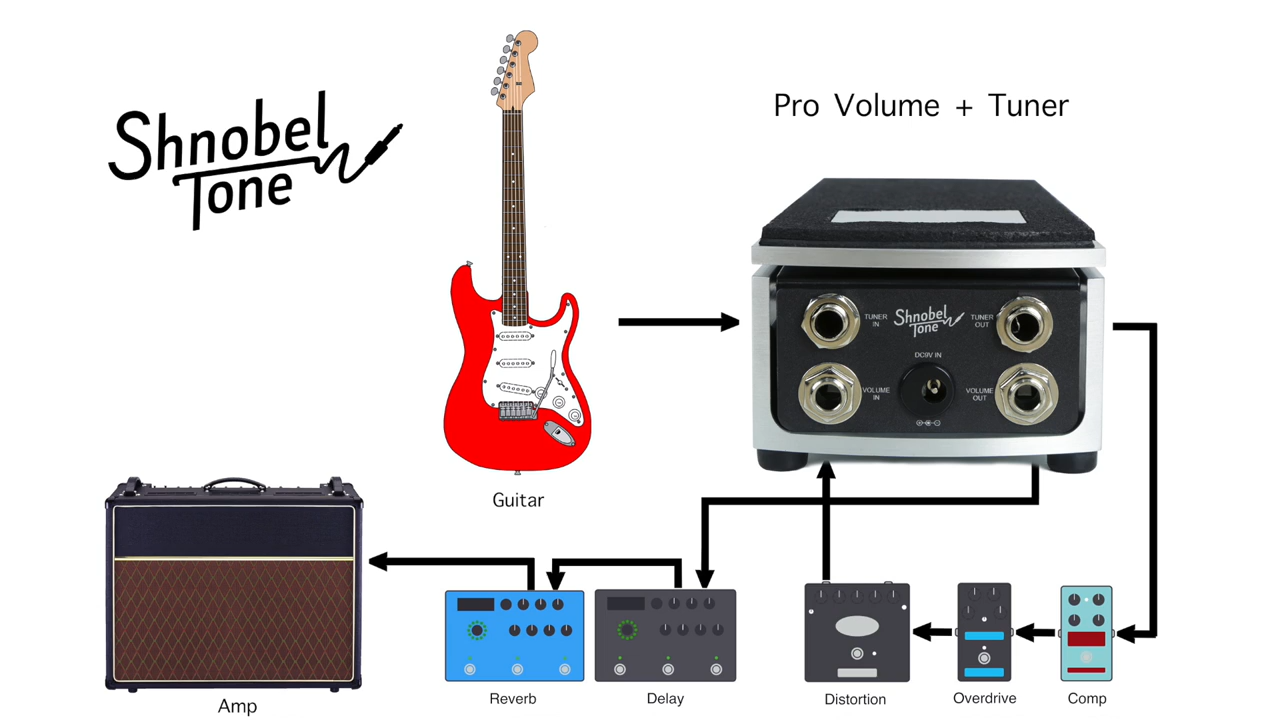 Shnobel
Tone
Pro Volume + Tuner
TUNER
IN
Shnobel
Tone
TUNER
OUT
DC9V IN
VOLUME
IN
VOLUME
OUT
Guitar
Amp
Reverb
Delay
Distortion
Overdrive
Comp